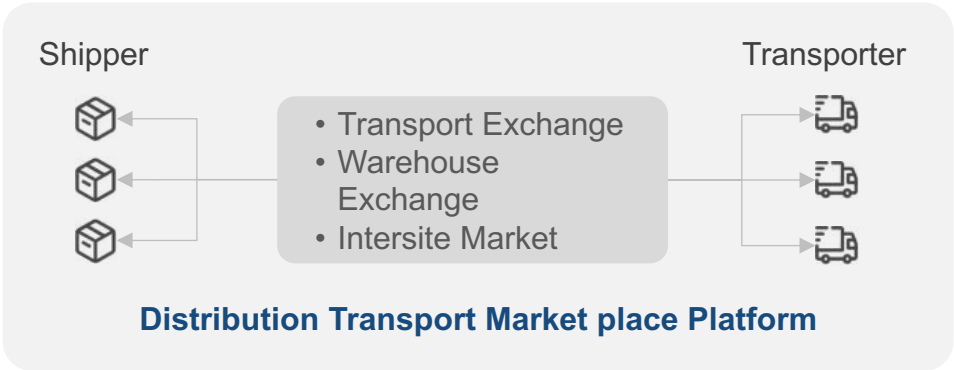 Shipper
Transporter
• Transport Exchange
• Warehouse
Exchange
• Intersite Market
Distribution Transport Market place Platform